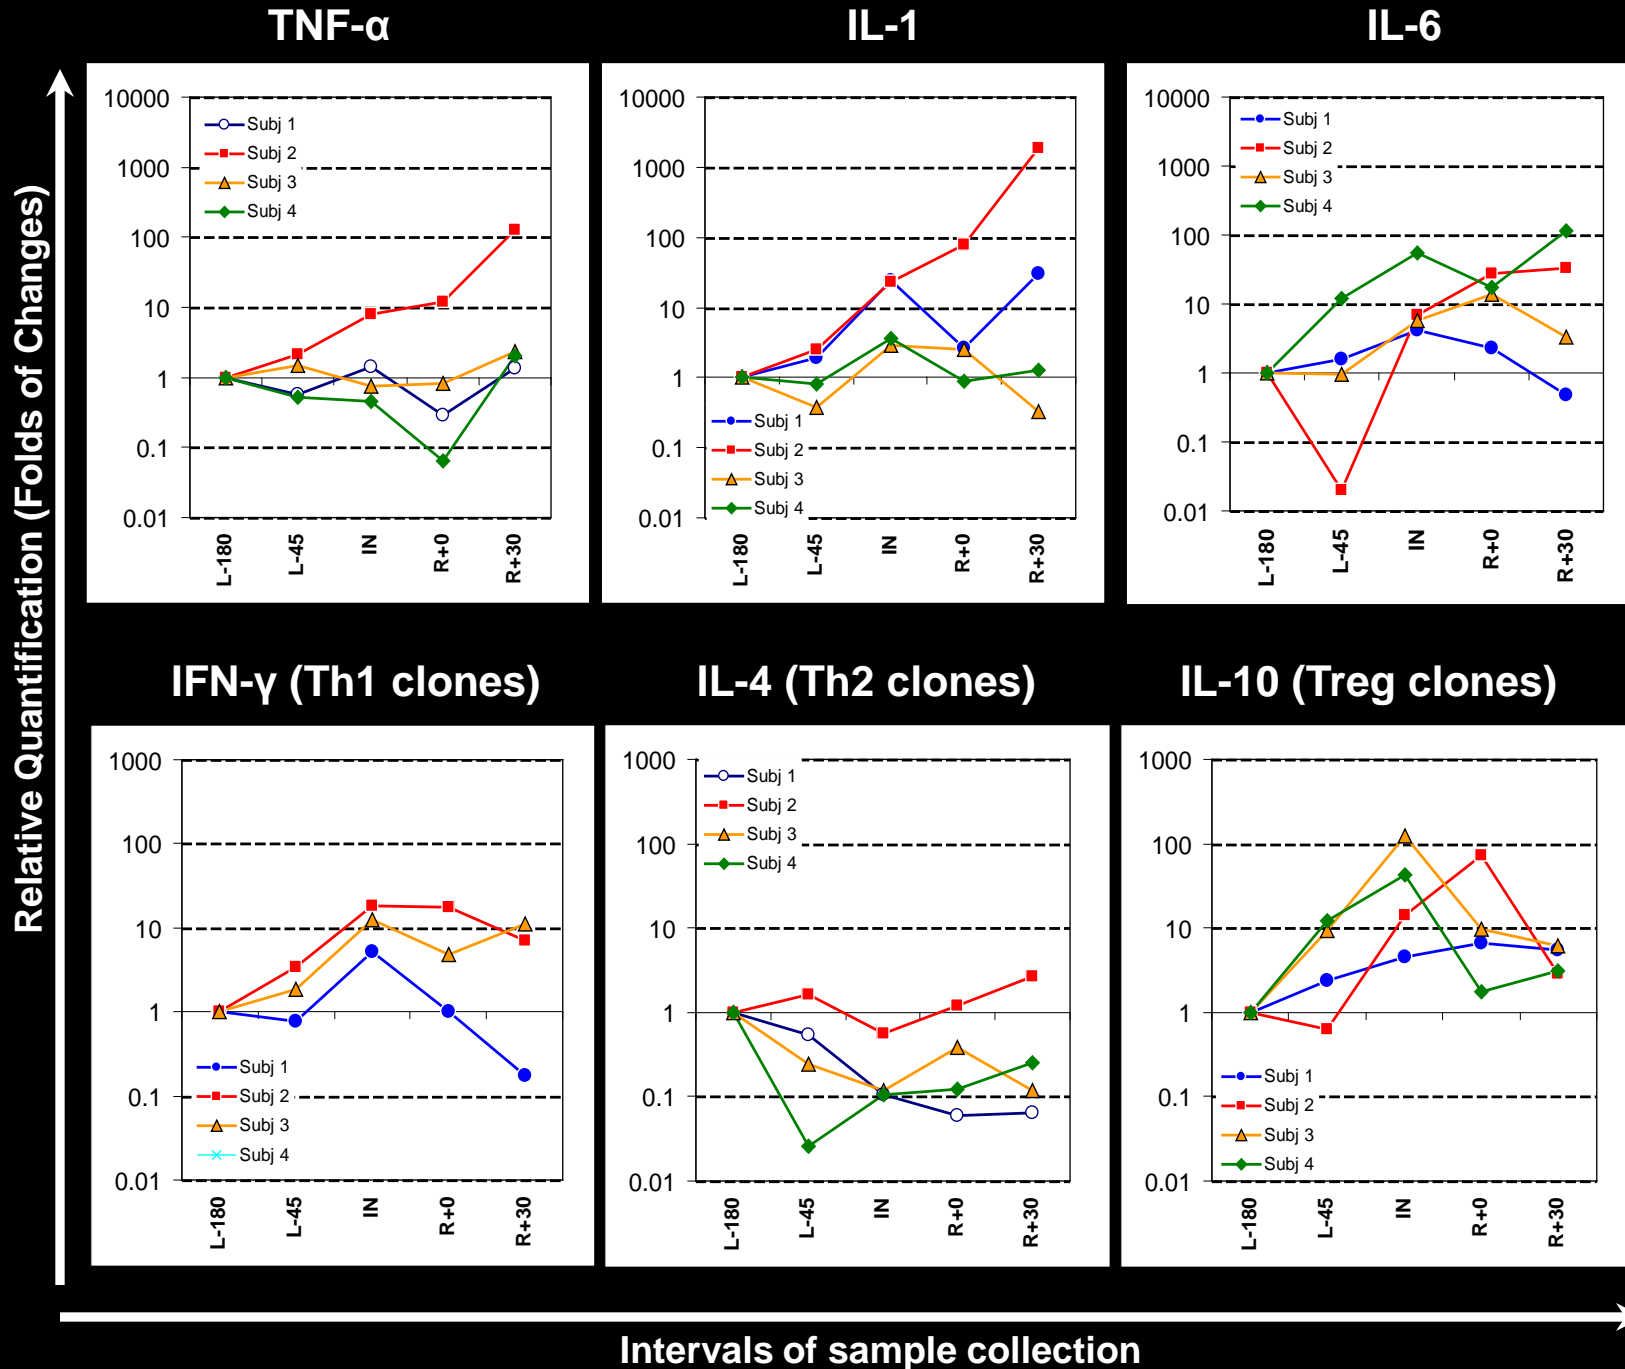 TNF-α
IL-1
IL-6
Relative Quantification (Folds of Changes)
10000
1000
100
10
1
0.1
0.01
Subj 1
Subj 2
Subj 3
Subj 4
L-180
L-45
IN
R+0
R+30
10000
1000
100
10
1
0.1
0.01
Subj 1
Subj 2
Subj 3
Subj 4
L-180
L-45
IN
R+0
R+30
10000
1000
100
10
1
0.1
0.01
Subj 1
Subj 2
Subj 3
Subj 4
L-180
L-45
IN
R+0
R+30
IFN-γ (Th1 clones)
IL-4 (Th2 clones)
IL-10 (Treg clones)
1000
100
10
1
0.1
0.01
Subj 1
Subj 2
Subj 3
Subj 4
L-180
L-45
IN
R+0
R+30
1000
100
10
1
0.1
0.01
Subj 1
Subj 2
Subj 3
Subj 4
L-180
L-45
IN
R+0
R+30
1000
100
10
1
0.1
0.01
Subj 1
Subj 2
Subj 3
Subj 4
L-180
L-45
IN
R+0
R+30
Intervals of sample collection